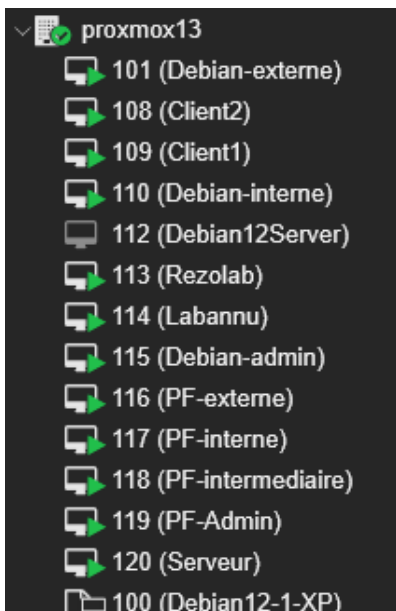 proxmox13
101 (Debian-externe)
108 (Client2)
109 (Client1)
110 (Debian-interne)
112 (Debian12Server)
113 (Rezolab)
114 (Labannu)
115 (Debian-admin)
116 (PF-externe)
117 (PF-interne)
118 (PF-intermediaire)
119 (PF-Admin)
120 (Serveur)
100 (Debian12-1-XP)